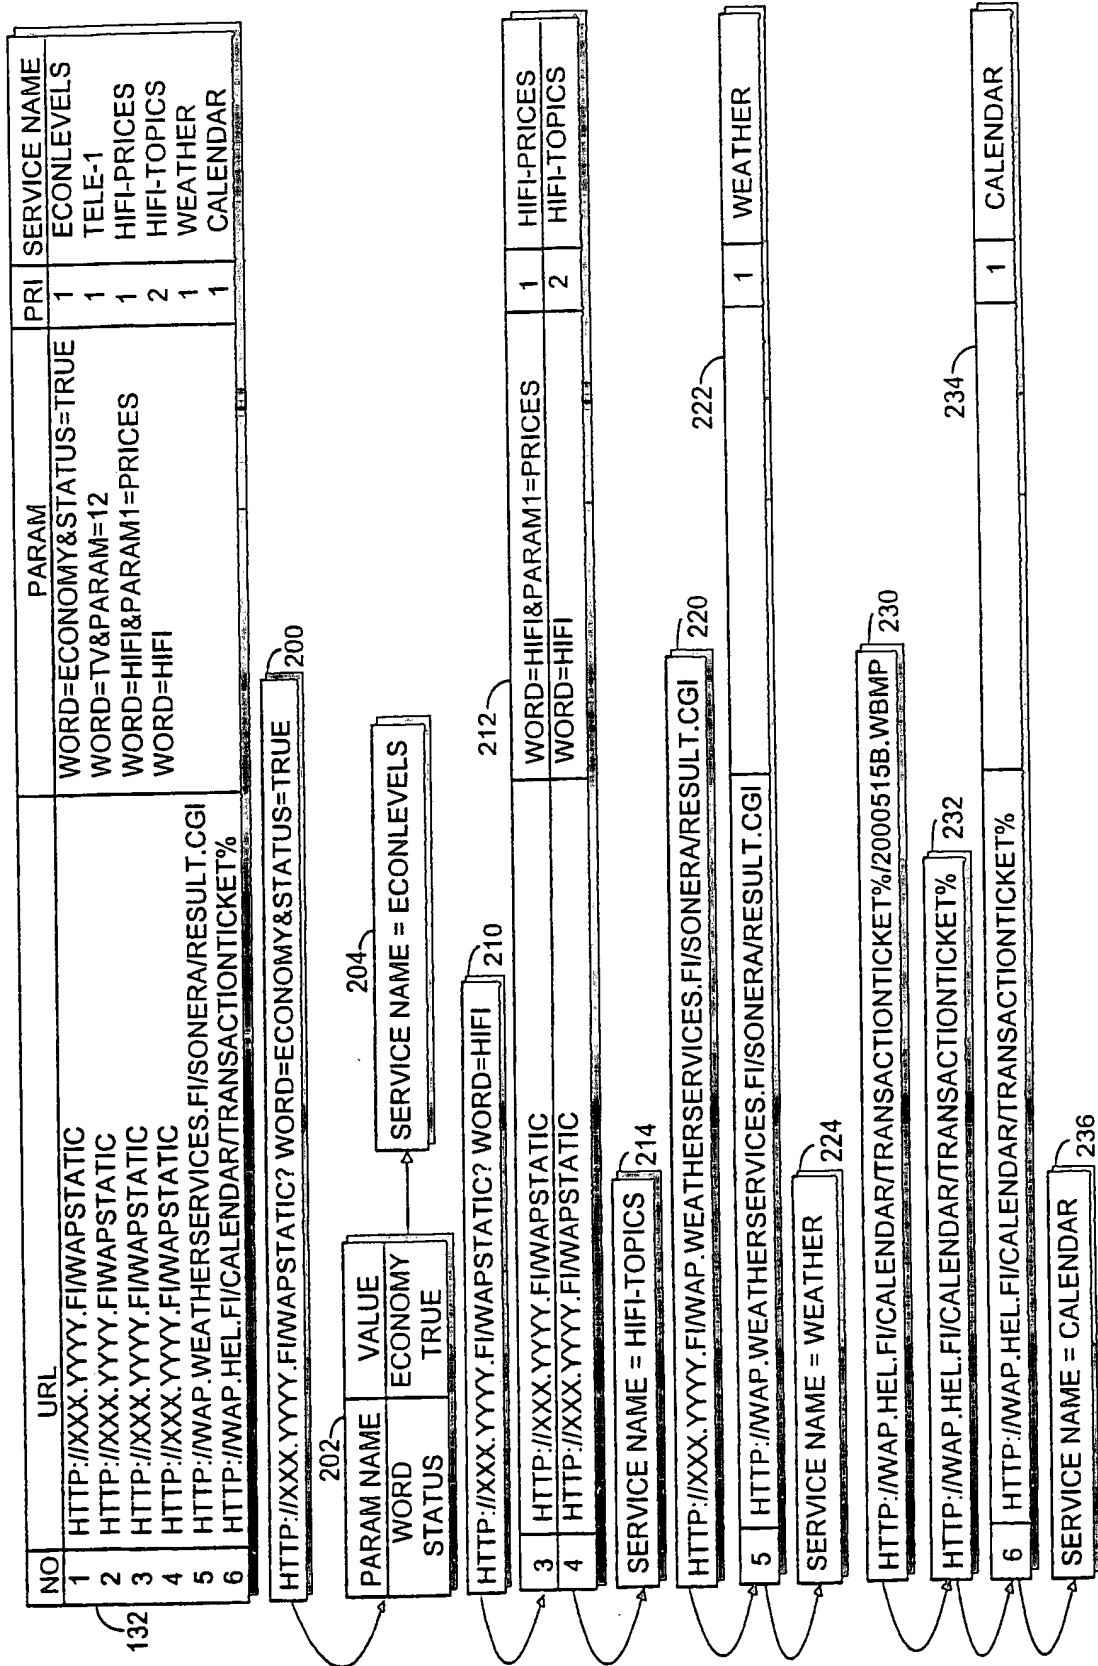 NO URL PARAM PRI SERVICE NAME
1 HTTP://XXX.YYYY.FI/WAPSTATIC WORD=ECONOMY&STATUS=TRUE 1 ECONLEVELS
2 HTTP://XXX.YYYY.FI/WAPSTATIC WORD=TV&PARAM=12 1 TELE-1
3 HTTP://XXX.YYYY.FI/WAPSTATIC WORD=HIFI&PARAM1=PRICES 1 HIFI-PRICES
4 HTTP://XXX.YYYY.FI/WAPSTATIC WORD=HIFI 2 HIFI-TOPICS
5 HTTP://WAP.WEATHERSERVICES.FI/SONERA/RESULT.CGI 1 WEATHER
6 HTTP://WAP.HEL.FI/CALENDAR/TRANSACTIONTICKET% 1 CALENDAR
132
HTTP://XXX.YYYY.FI/WAPSTATIC? WORD=ECONOMY&STATUS=TRUE
200
202
PARAM NAME VALUE
WORD ECONOMY
STATUS TRUE
204
SERVICE NAME = ECONLEVELS
HTTP://XXX.YYYY.FI/WAPSTATIC? WORD=HIFI
210
212
3 HTTP://XXX.YYYY.FI/WAPSTATIC WORD=HIFI&PARAM1=PRICES 1 HIFI-PRICES
4 HTTP://XXX.YYYY.FI/WAPSTATIC WORD=HIFI 2 HIFI-TOPICS
SERVICE NAME = HIFI-TOPICS
214
HTTP://XXX.YYYY.FI/WAP.WEATHERSERVICES.FI/SONERA/RESULT.CGI
220
222
5 HTTP://WAP.WEATHERSERVICES.FI/SONERA/RESULT.CGI 1 WEATHER
SERVICE NAME = WEATHER
224
HTTP://WAP.HEL.FI/CALENDAR/TRANSACTIONTICKET%/2000515B.WBMP
230
HTTP://WAP.HEL.FI/CALENDAR/TRANSACTIONTICKET%
232
234
6 HTTP://WAP.HEL.FI/CALENDAR/TRANSACTIONTICKET% 1 CALENDAR
SERVICE NAME = CALENDAR
236